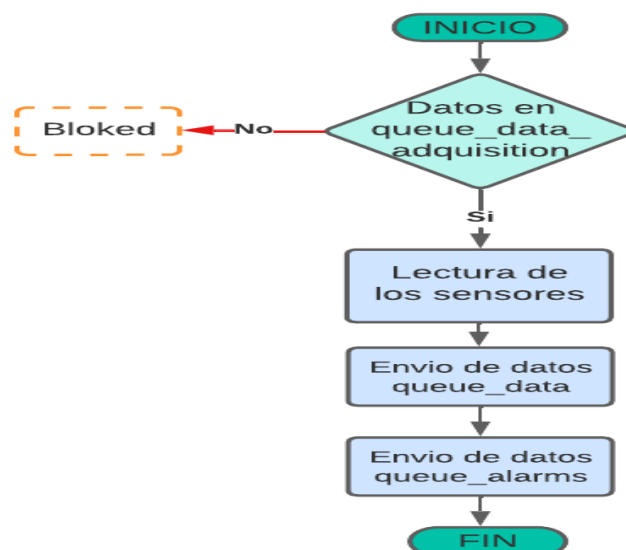 INICIO
Datos en
queue_data_
adquisition
No
Bloked
Si
Lectura de
los sensores
Envio de datos
queue_data
Envio de datos
queue_alarms
FIN